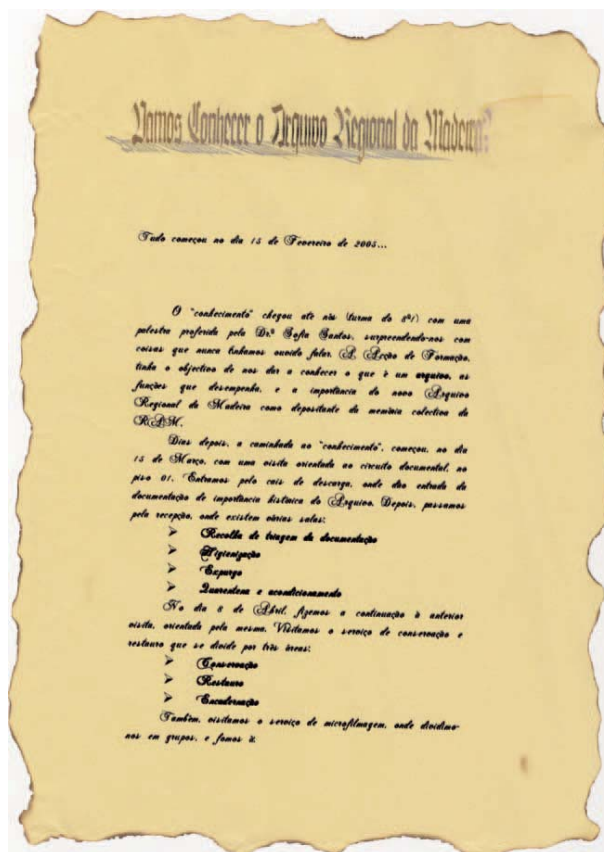 Vamos Conhecer o Arquivo Regional da Madeira?
Tudo começou no dia 15 de Fevereiro de 2005...
O "conhecimento" chegou até nós (turma do 8º1) com uma
palestra proferida pela Dr.ª Sofia Santos, surpreendendo-nos com
coisas que nunca tínhamos ouvido falar. A, Acção de Formação,
tinha o objectivo de nos dar a conhecer o que é um arquivo, as
funções que desempenha, e a importância do novo Arquivo
Regional da Madeira como depositante da memória colectiva da
RAM.
Dias depois, a caminhada ao "conhecimento", começou, no dia
15 de Março, com uma visita orientada ao circuito documental, no
piso 01. Entramos pelo cais de descarga, onde dão entrada da
documentação de importância histórica do Arquivo. Depois, passamos
pela recepção, onde existem várias salas:
➢ Recolha de triagem da documentação
➢ Higienização
➢ Expurgo
➢ Quarentena e acondicionamento
No dia 8 de Abril, fizemos a continuação à anterior
visita, orientada pela mesma. Visitamos o serviço de conservação e
restauro que se divide por três áreas:
➢ Conservação
➢ Restauro
➢ Encadernação
Também, visitamos o serviço de microfilmagem, onde dividimo-
nos em grupos, e fomos à: